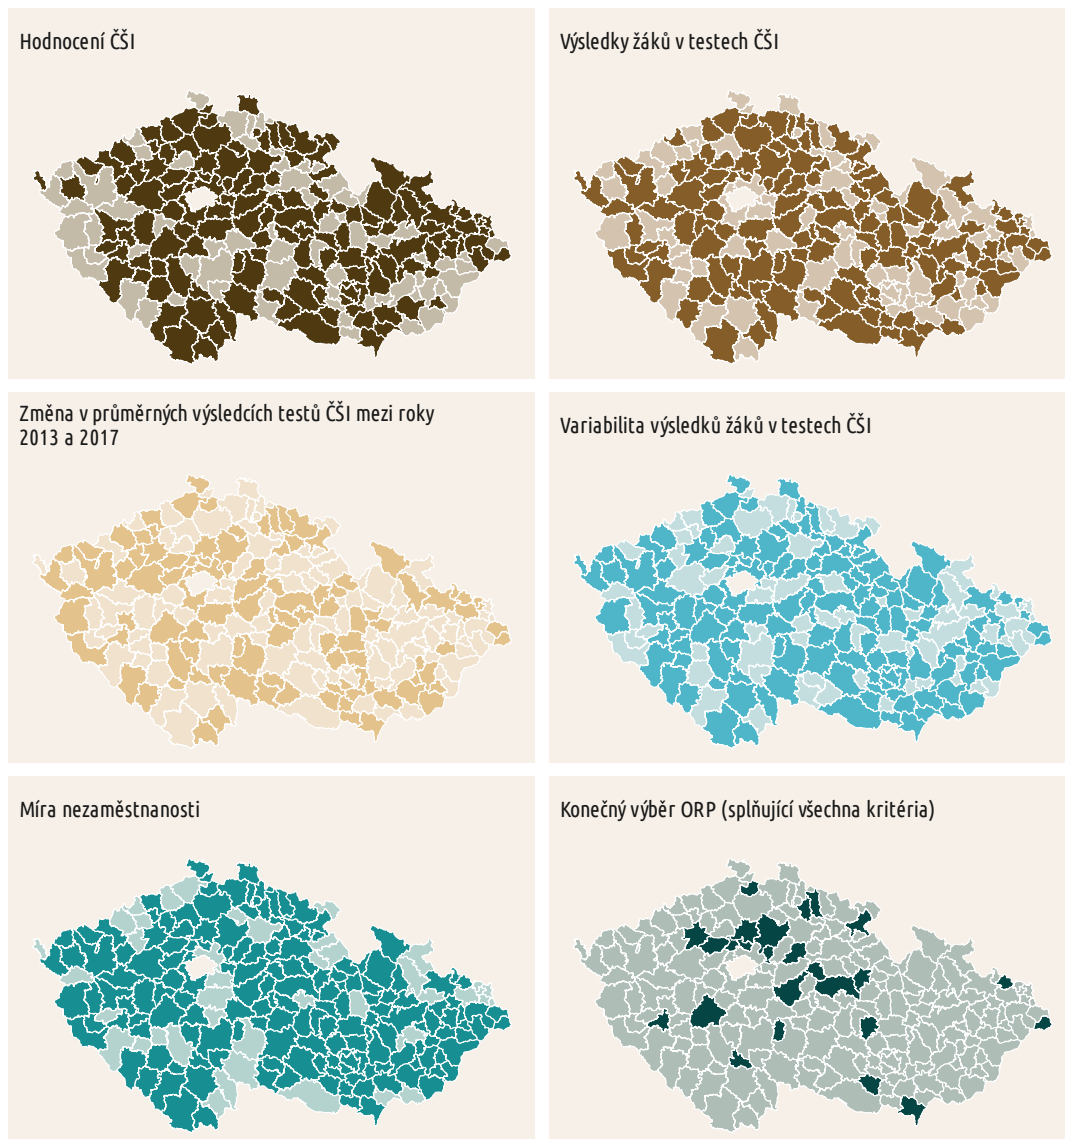 Hodnocení ČŠI
Výsledky žáků v testech ČŠI
Změna v průměrných výsledcích testů ČŠI mezi roky
2013 a 2017
Variabilita výsledků žáků v testech ČŠI
Míra nezaměstnanosti
Konečný výběr ORP (splňující všechna kritéria)